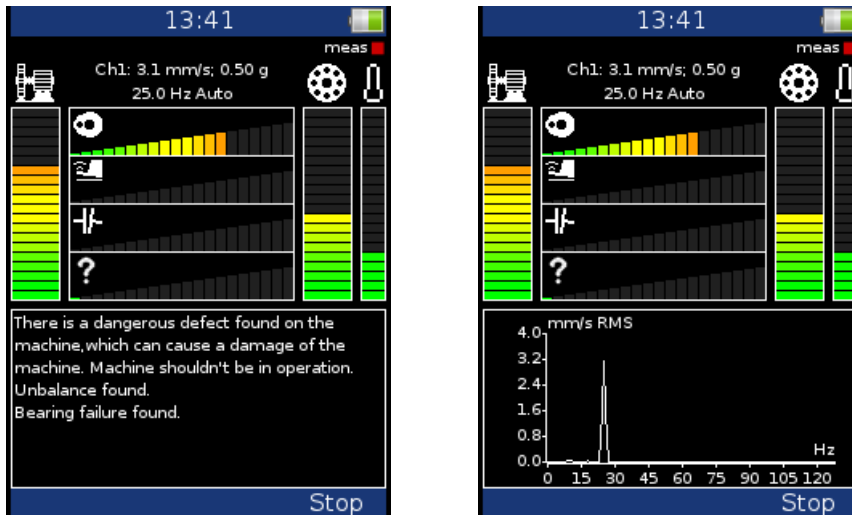 13:41
meas
Ch1: 3.1 mm/s; 0.50 g
25.0 Hz Auto
?
There is a dangerous defect found on the
machine,which can cause a damage of the
machine. Machine shouldn't be in operation.
Unbalance found.
Bearing failure found.
Stop
13:41
meas
Ch1: 3.1 mm/s; 0.50 g
25.0 Hz Auto
?
mm/s RMS
4.0
3.2
2.4
1.6
0.8
0.0
Hz
0 15 30 45 60 75 90 105 120
Stop